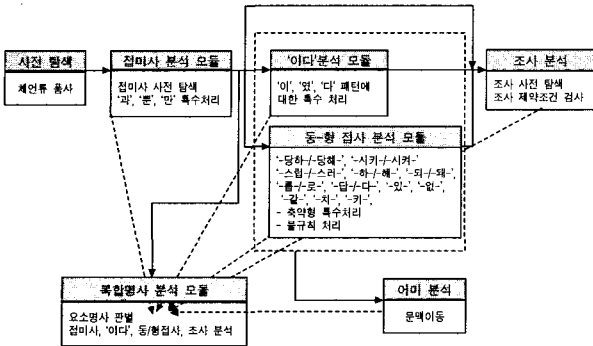 사전 탐색
체언류 품사
접미사 분석 모듈
접미사 사전 탐색
'과', '뿐', '만' 특수처리
'이다'분석 모듈
'이', '였', '다' 패턴에
대한 특수 처리
조사 분석
조사 사전 탐색
조사 제약조건 검사
동-형 접사 분석 모듈
'-당하-/-당해-', '-시키-/-시켜-'
'-스럽-/-스러-', '-하-/-해-', '-되-/-돼-',
'-롭-/-로-', '-답-/-다-', '-있-', '-없-',
'-같-', '-치-', '-키-',
- 축약형 특수처리
- 불규칙 처리
복합명사 분석 모듈
요소명사 판별
접미사, '이다', 동/형접사, 조사 분석
어미 분석
문맥이동